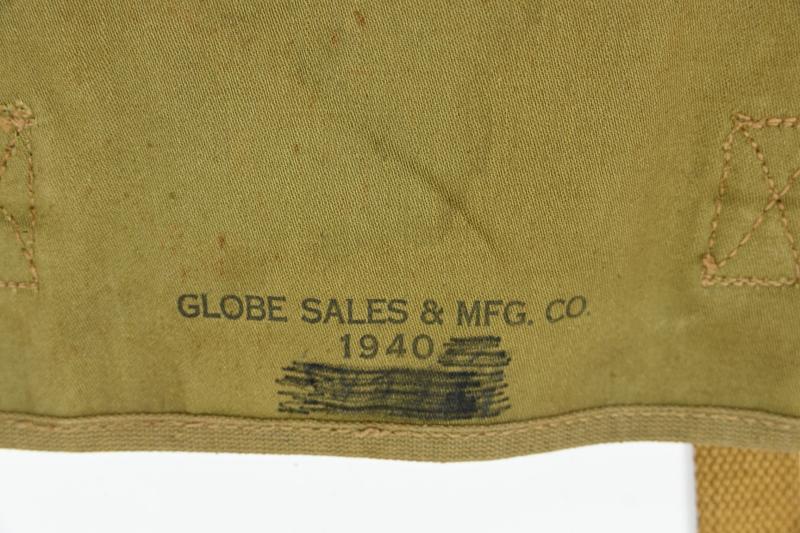 GLOBE SALES & MFG. CO.
1940